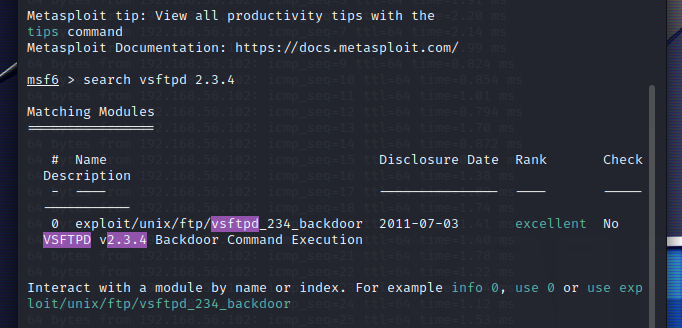 Metasploit tip: View all productivity tips with the
tips command
Metasploit Documentation: https://docs.metasploit.com/
msf6 > search vsftpd 2.3.4
Matching Modules
================
# Name Disclosure Date Rank Check
Description
- ---- --------------- ---- -----
-----------
0 exploit/unix/ftp/vsftpd_234_backdoor 2011-07-03 excellent No
VSFTPD v2.3.4 Backdoor Command Execution
Interact with a module by name or index. For example info 0, use 0 or use exp
loit/unix/ftp/vsftpd_234_backdoor